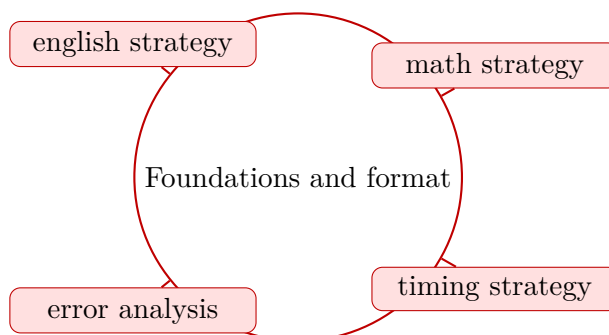 english strategy
math strategy
Foundations and format
timing strategy
error analysis